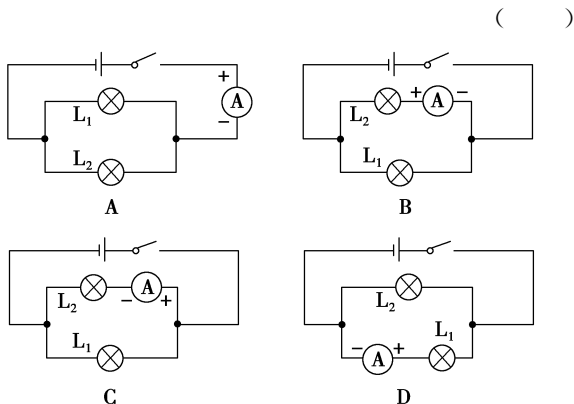 (    )
+
A
−
L₁
L₂
A
L₂ + A −
L₁
B
L₂ − A +
L₁
C
L₂
L₁
− A +
D